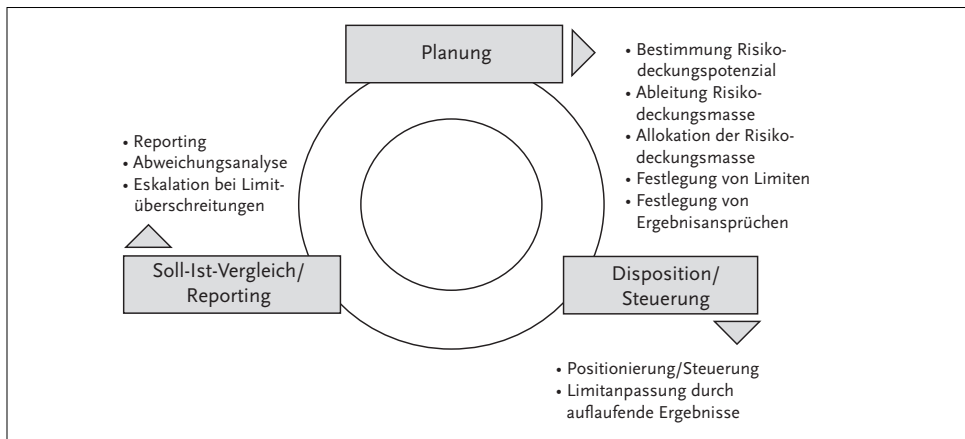 Planung
• Bestimmung Risiko-
deckungspotenzial
• Ableitung Risiko-
deckungsmasse
• Allokation der Risiko-
deckungsmasse
• Festlegung von Limiten
• Festlegung von
Ergebnisansprüchen
• Reporting
• Abweichungsanalyse
• Eskalation bei Limit-
überschreitungen
Soll-Ist-Vergleich/
Reporting
Disposition/
Steuerung
• Positionierung/Steuerung
• Limitanpassung durch
auflaufende Ergebnisse